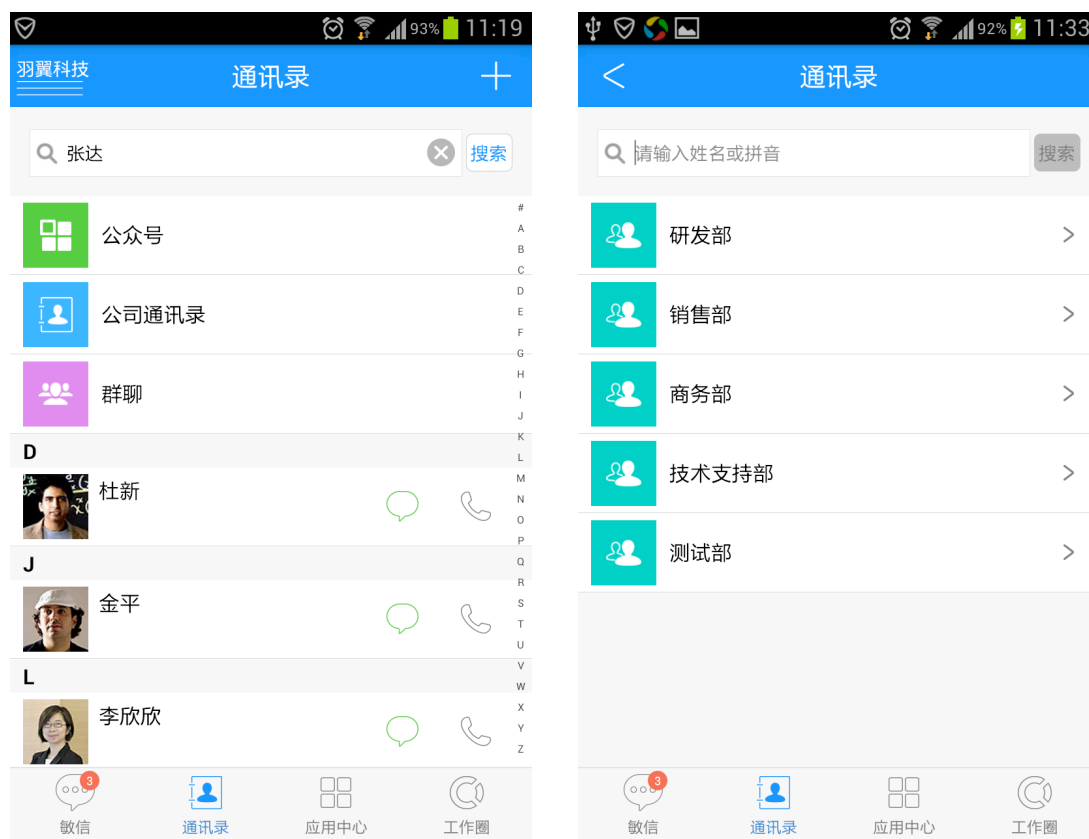 93% 11:19
羽翼科技
通讯录
张达
搜索
公众号
公司通讯录
群聊
D
杜新
J
金平
L
李欣欣
#
A
B
C
D
E
F
G
H
I
J
K
L
M
N
O
P
Q
R
S
T
U
V
W
X
Y
Z
3
敏信
通讯录
应用中心
工作圈
92% 11:33
通讯录
请输入姓名或拼音
搜索
研发部
销售部
商务部
技术支持部
测试部
3
敏信
通讯录
应用中心
工作圈